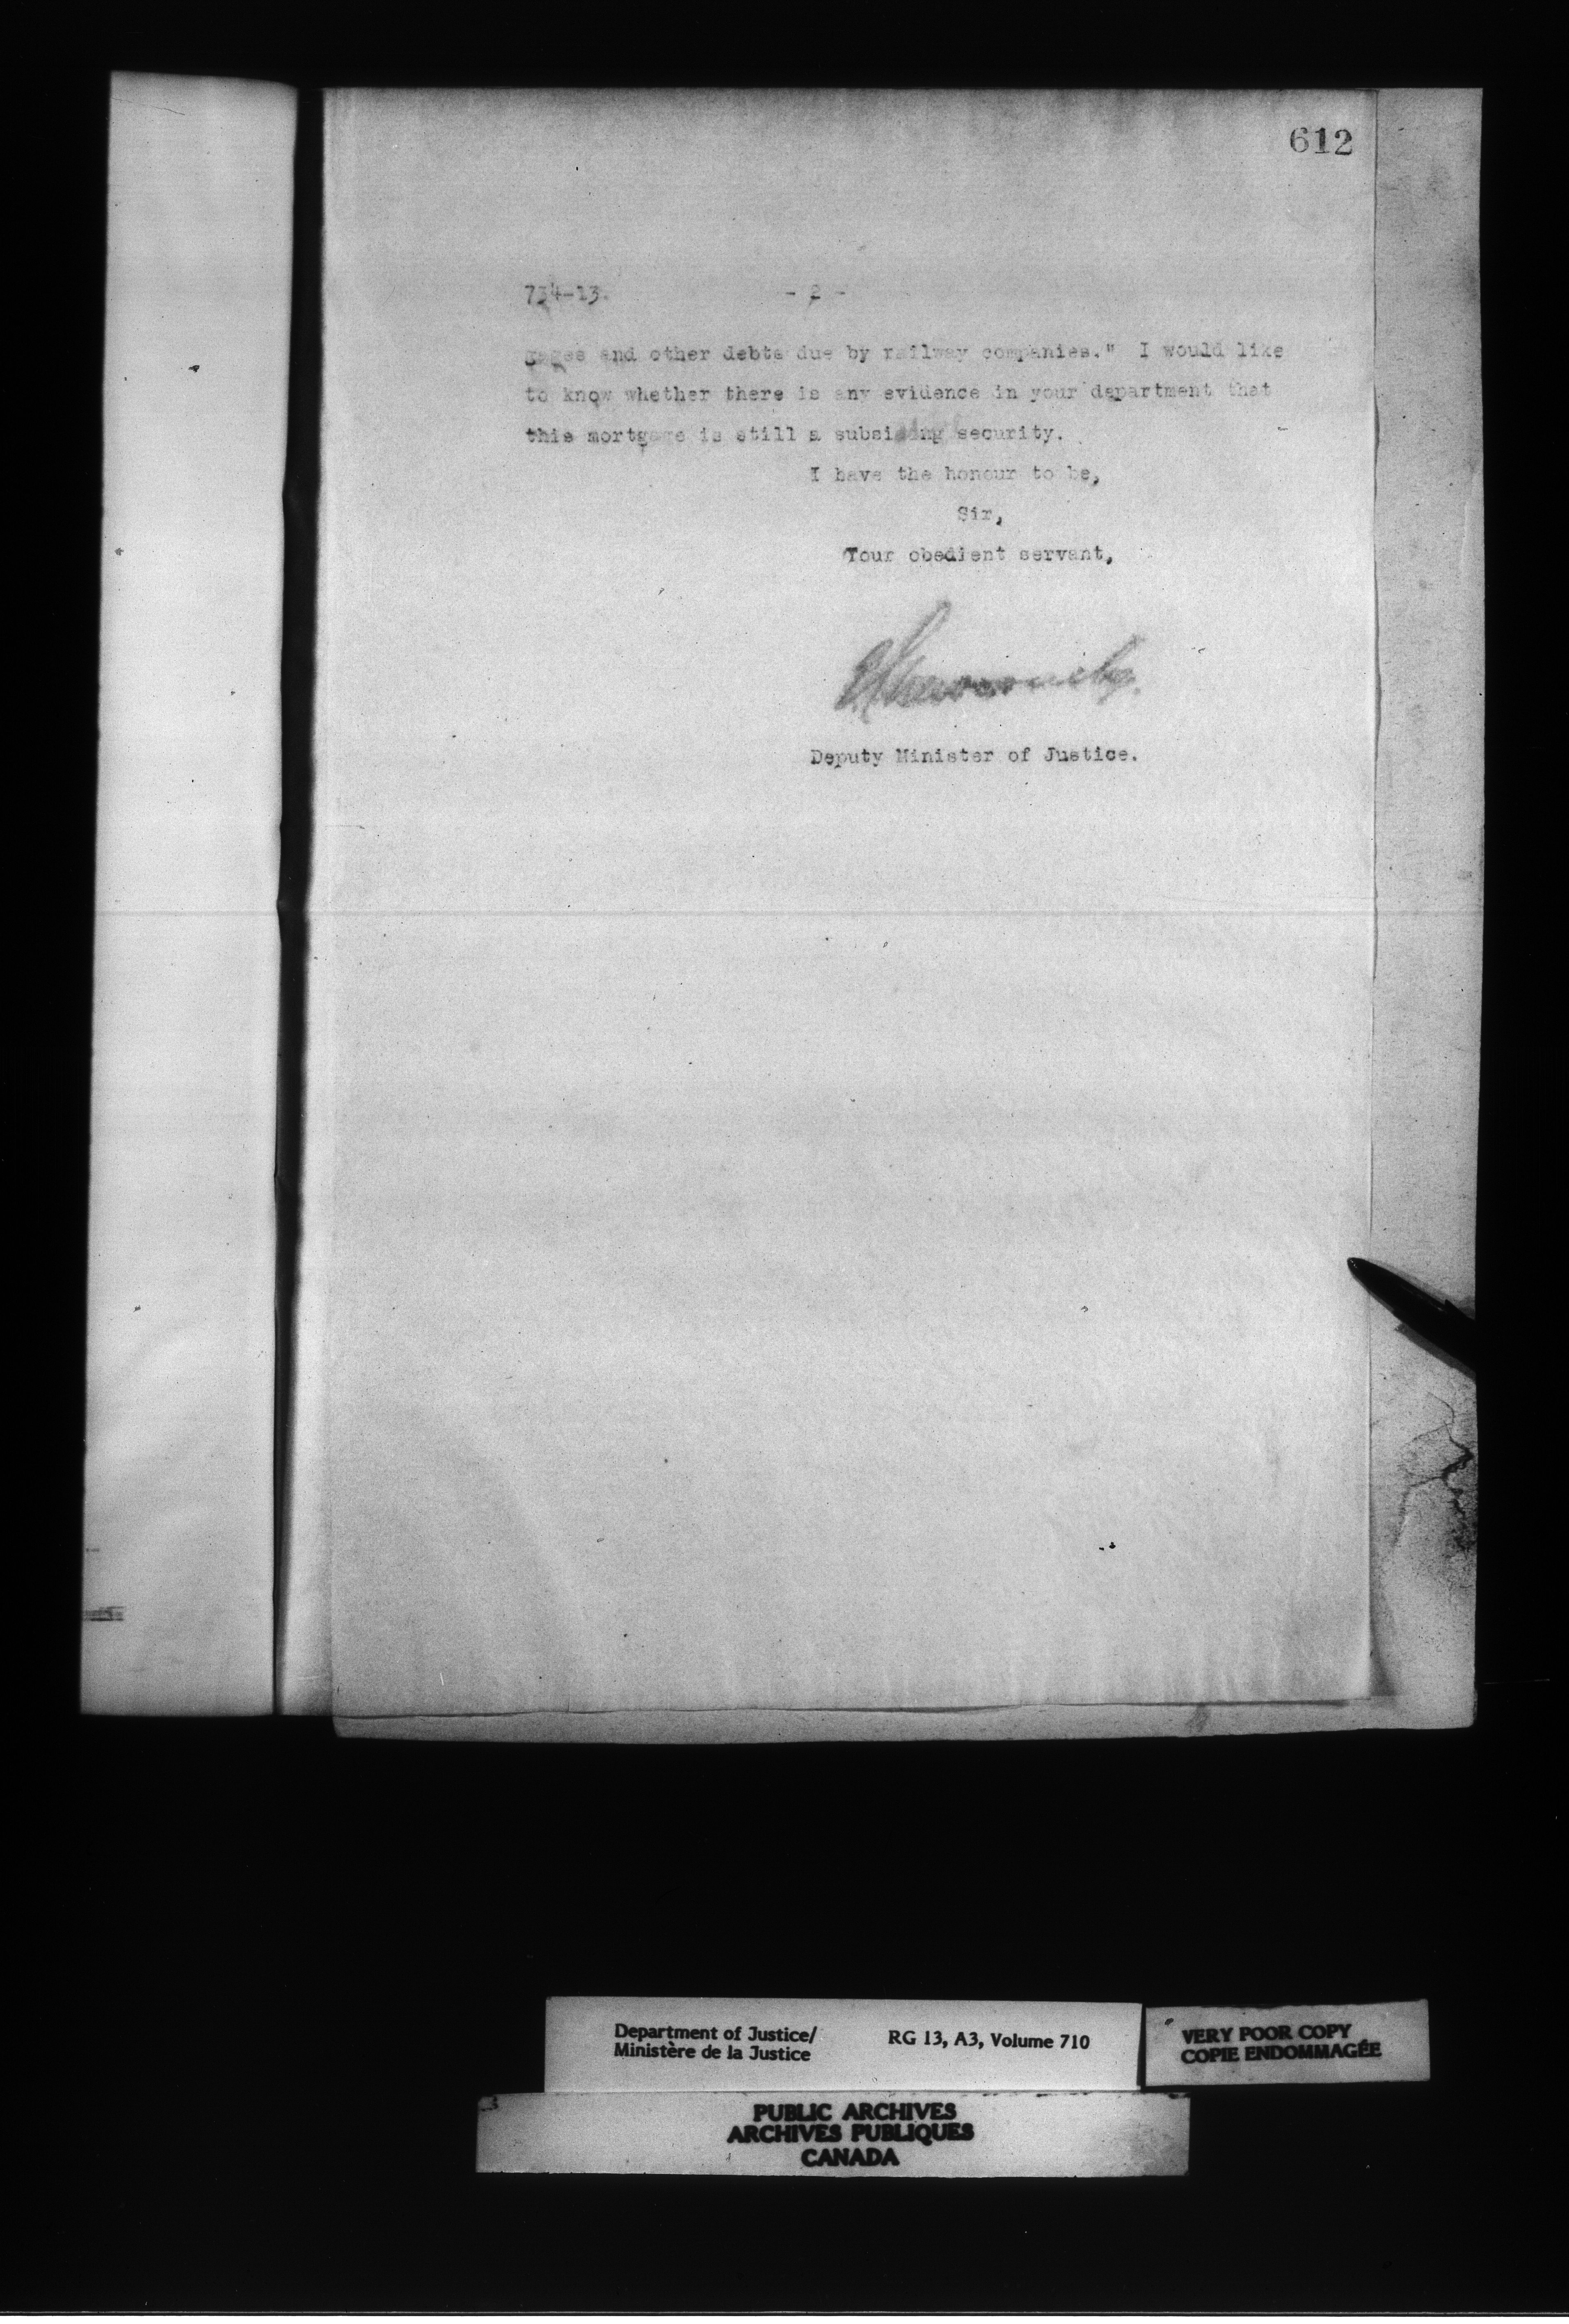 612
734-13. - 2 -
gages and other debts due by railway companies." I would like
to know whether there is any evidence in your department that
this mortgage is still a subsisting security.
I have the honour to be,
Sir,
Your obedient servant,
Deputy Minister of Justice.
Department of Justice/ RG 13, A3, Volume 710
Ministère de la Justice
VERY POOR COPY
COPIE ENDOMMAGÉE
PUBLIC ARCHIVES
ARCHIVES PUBLIQUES
CANADA